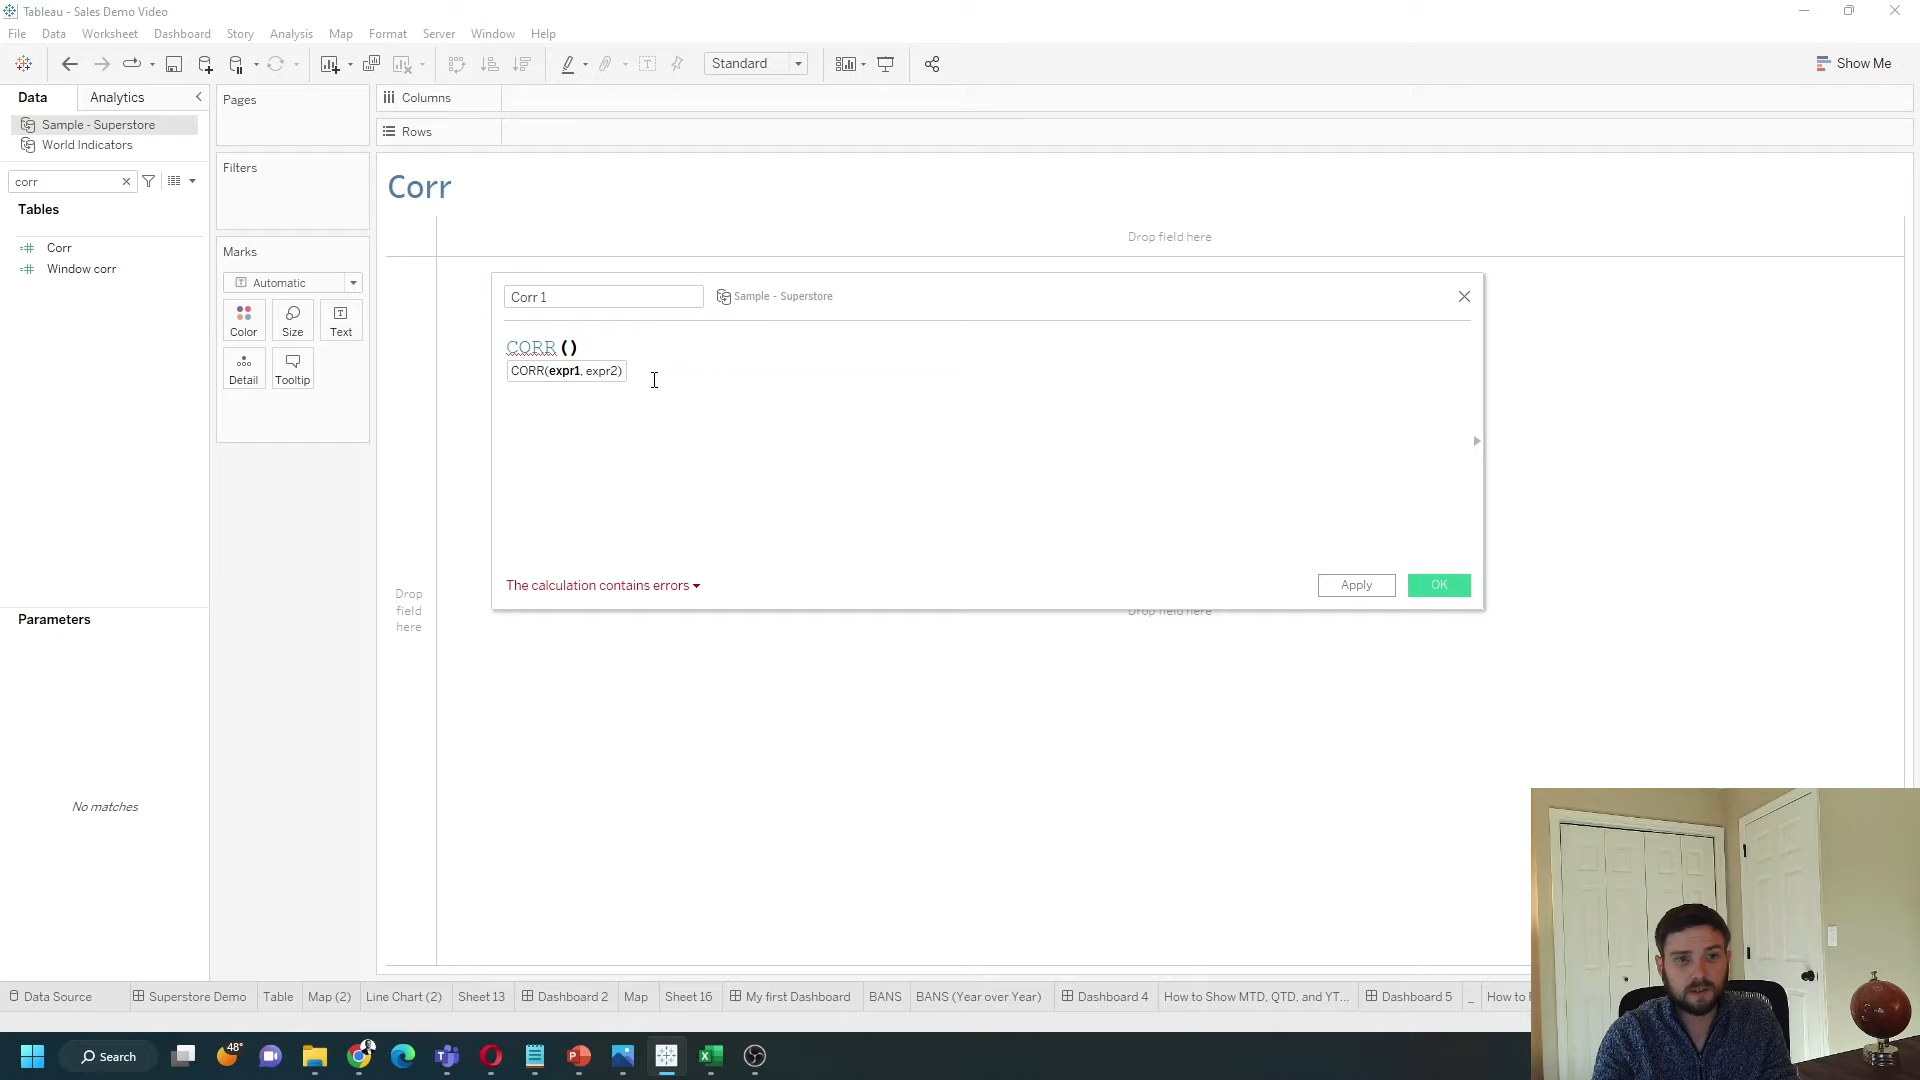 Tableau - Sales Demo Video
File Data Worksheet Dashboard Story Analysis Map Format Server Window Help
Standard
Show Me
Data Analytics
Pages
Columns
Sample - Superstore
World Indicators
Rows
corr
Filters
Corr
Tables
Drop field here
Corr
Window corr
Marks
Automatic
Color Size Text
Detail Tooltip
Corr 1
Sample - Superstore
CORR ()
CORR(expr1, expr2)
The calculation contains errors
Apply OK
Drop
field
here
Drop field here
Parameters
No matches
Data Source Superstore Demo Table Map (2) Line Chart (2) Sheet 13 Dashboard 2 Map Sheet 16 My first Dashboard BANS BANS (Year over Year) Dashboard 4 How to Show MTD, QTD, and YT... Dashboard 5 _ How to
Search
48°